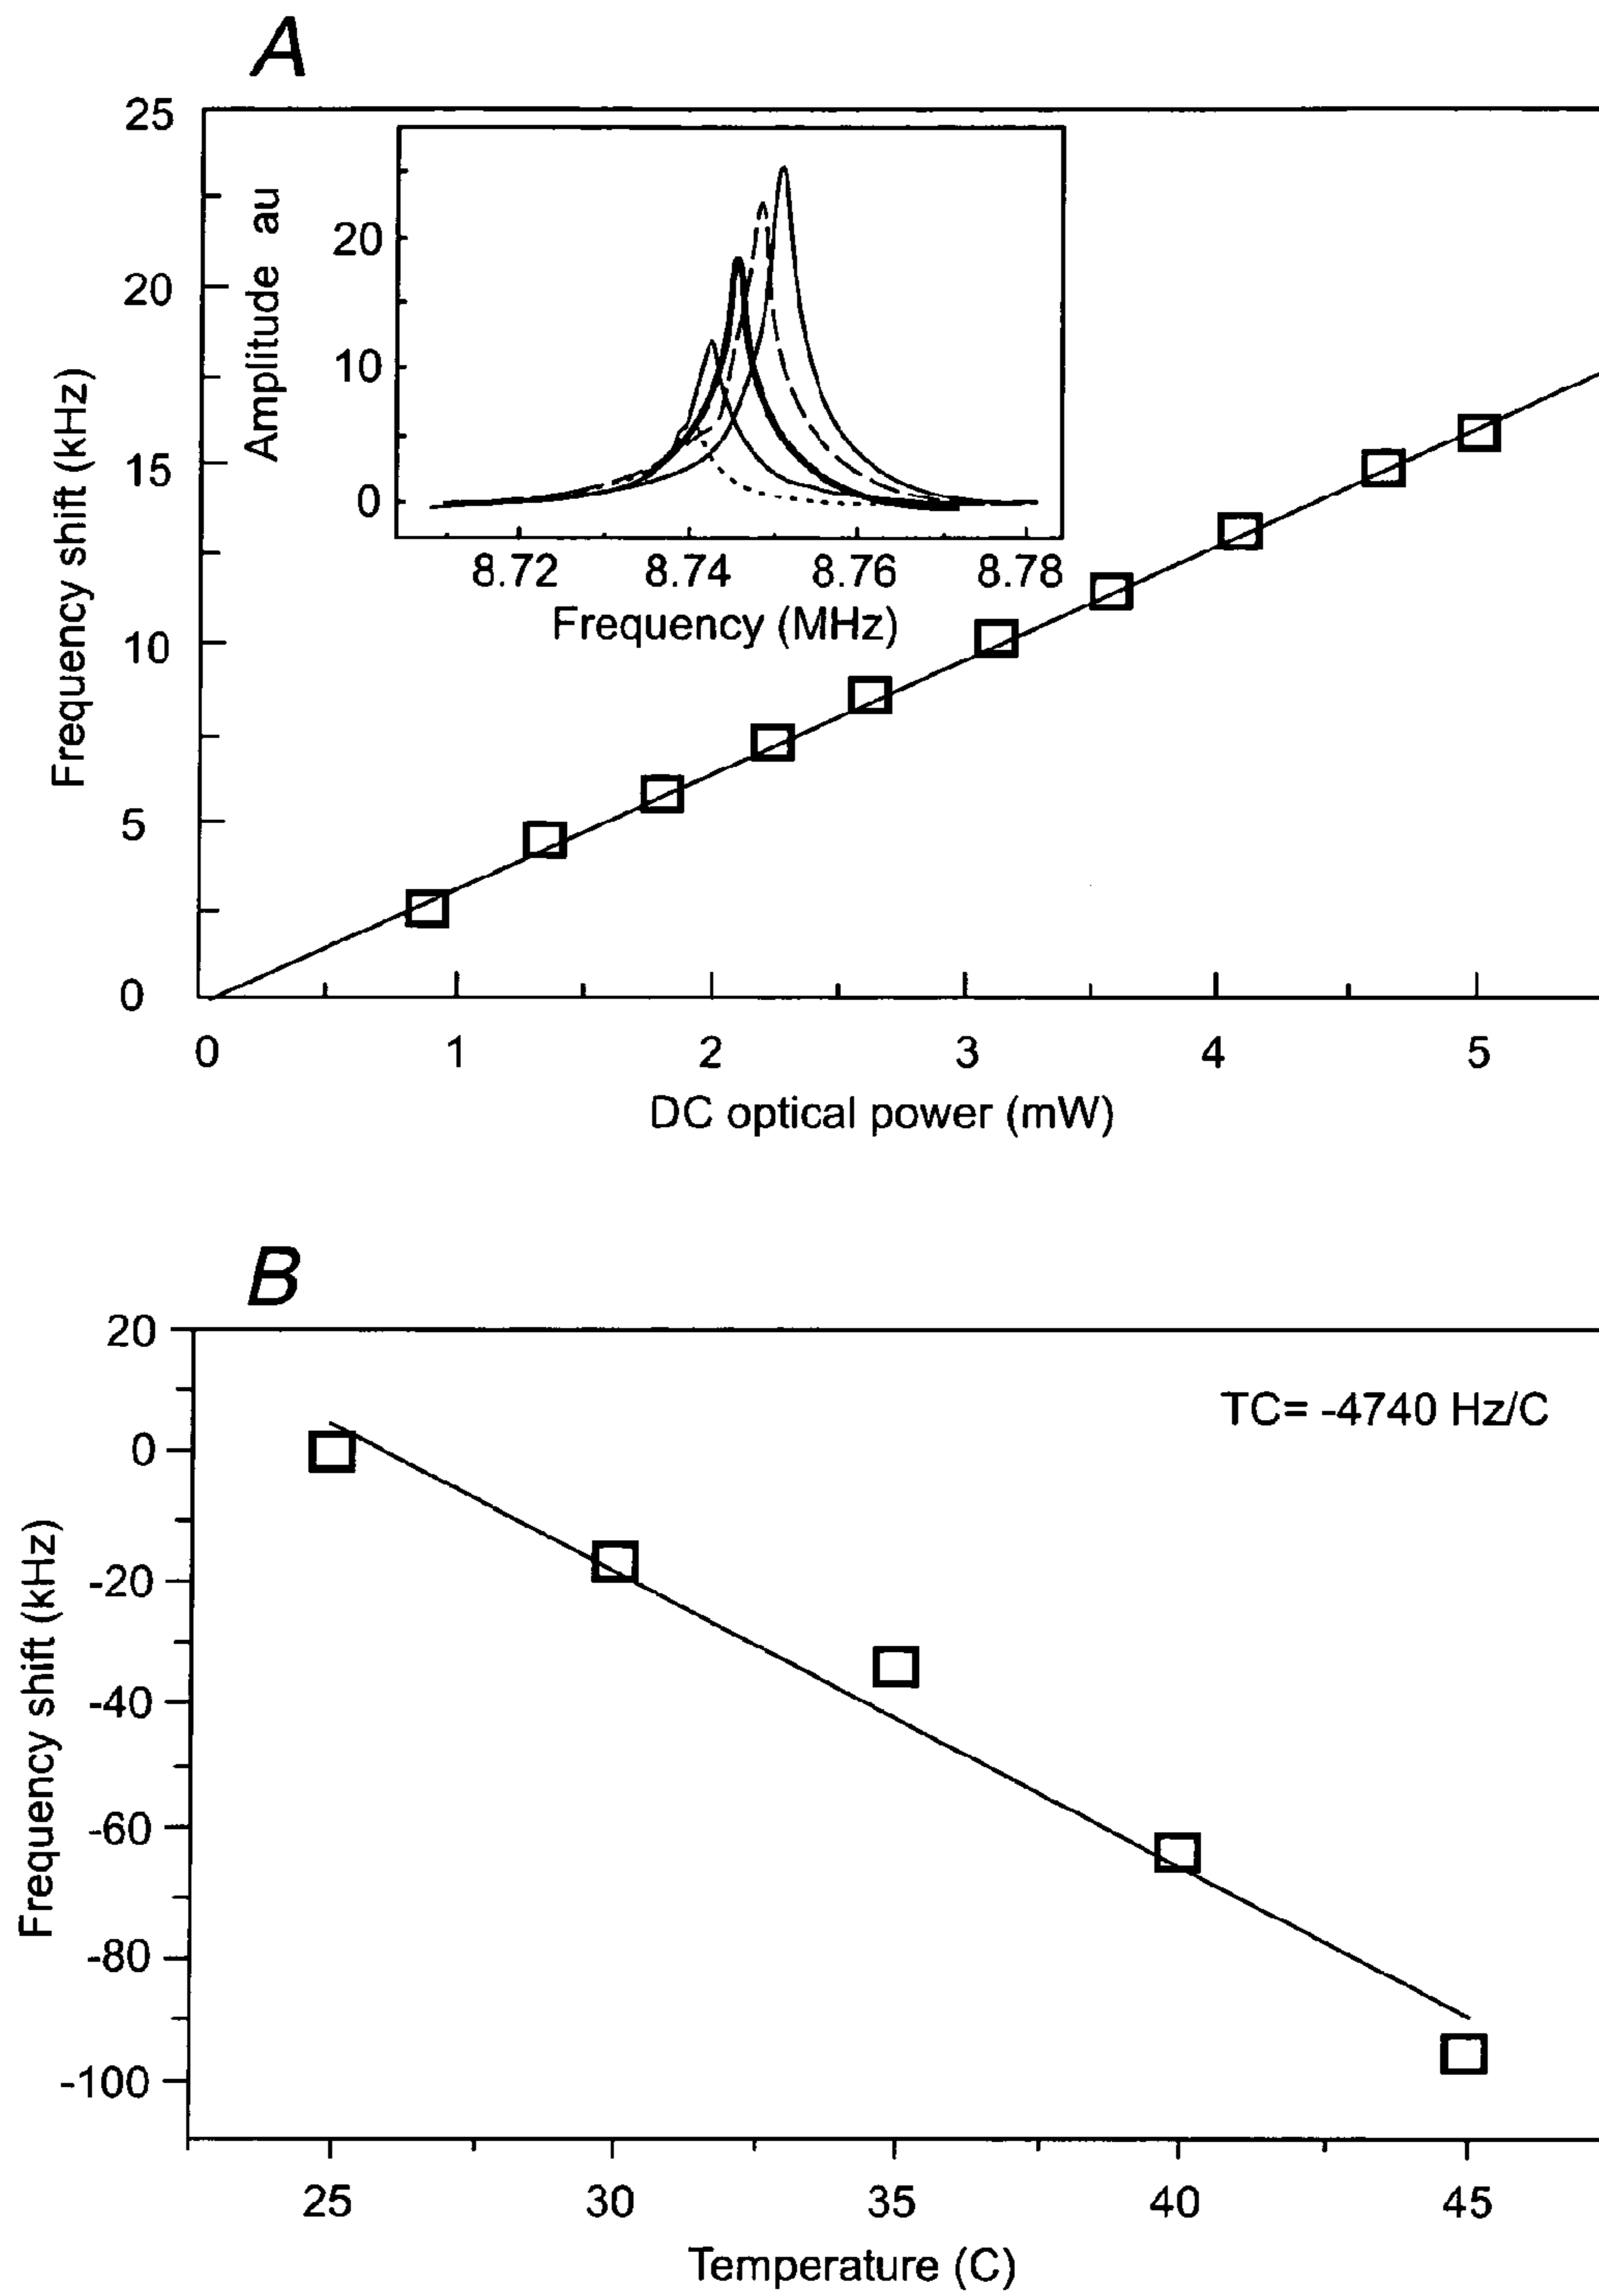 A
25
20
15
10
5
0
Frequency shift (kHz)
Amplitude au
20
10
0
8.72 8.74 8.76 8.78
Frequency (MHz)
0 1 2 3 4 5
DC optical power (mW)
B
20
0
-20
-40
-60
-80
-100
Frequency shift (kHz)
TC= -4740 Hz/C
25 30 35 40 45
Temperature (C)